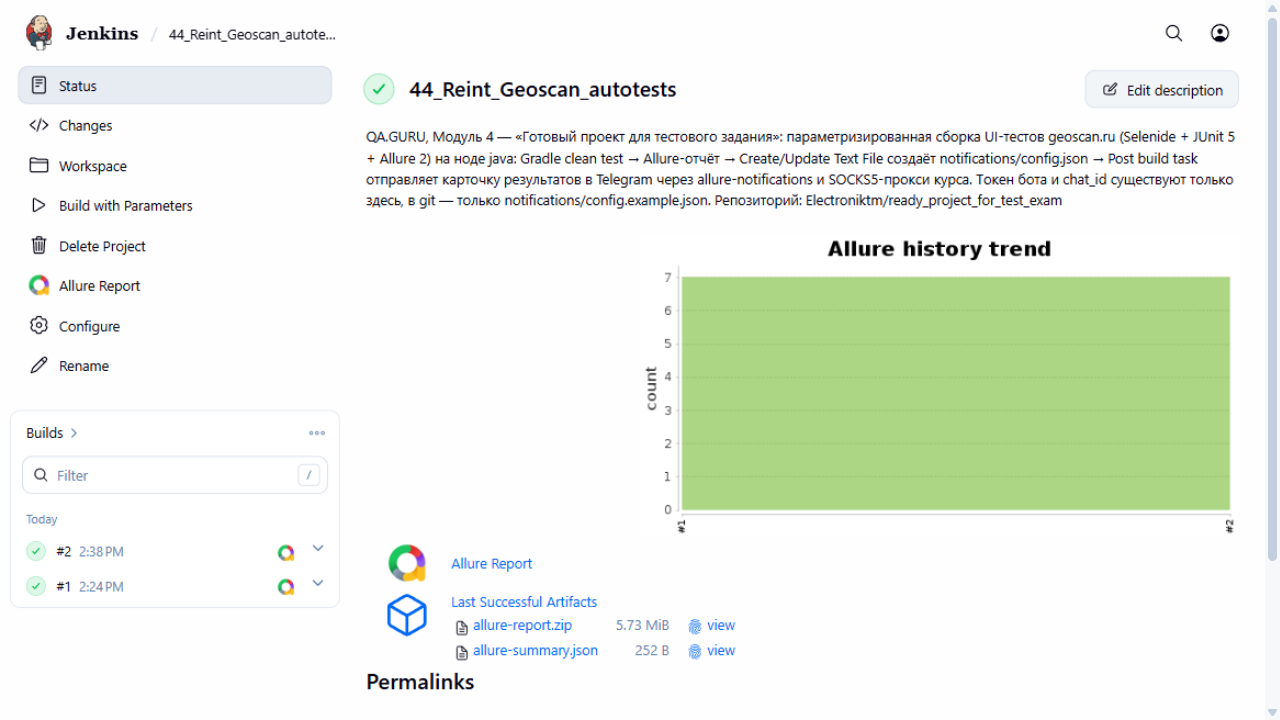 Jenkins / 44_Reint_Geoscan_autote...
Status
Changes
Workspace
Build with Parameters
Delete Project
Allure Report
Configure
Rename
Builds
Filter /
Today
#2 2:38 PM
#1 2:24 PM
44_Reint_Geoscan_autotests
Edit description
QA.GURU, Модуль 4 — «Готовый проект для тестового задания»: параметризированная сборка UI-тестов geoscan.ru (Selenide + JUnit 5
+ Allure 2) на ноде java: Gradle clean test → Allure-отчёт → Create/Update Text File создаёт notifications/config.json → Post build task
отправляет карточку результатов в Telegram через allure-notifications и SOCKS5-прокси курса. Токен бота и chat_id существуют только
здесь, в git — только notifications/config.example.json. Репозиторий: Electroniktm/ready_project_for_test_exam
Allure history trend
count
7
6
5
4
3
2
1
0
#1
#2
Allure Report
Last Successful Artifacts
allure-report.zip 5.73 MiB view
allure-summary.json 252 B view
Permalinks